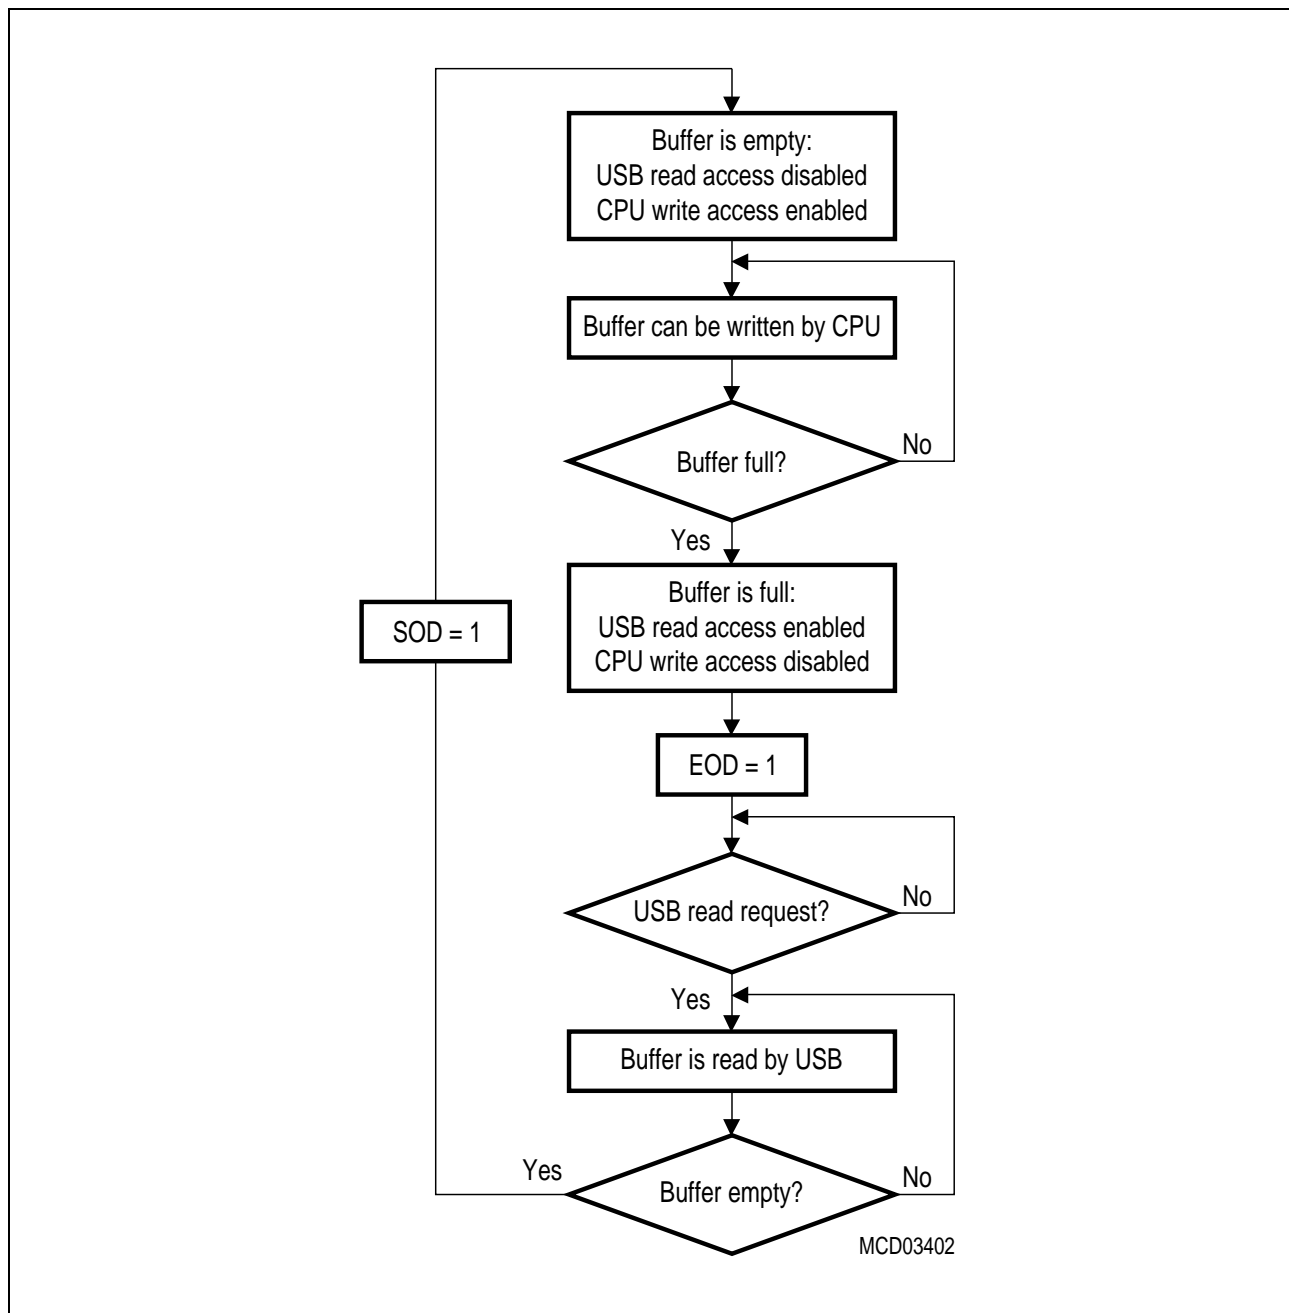 Buffer is empty:
USB read access disabled
CPU write access enabled
Buffer can be written by CPU
Buffer full?
No
Yes
Buffer is full:
USB read access enabled
CPU write access disabled
SOD = 1
EOD = 1
USB read request?
No
Yes
Buffer is read by USB
Yes
Buffer empty?
No
MCD03402